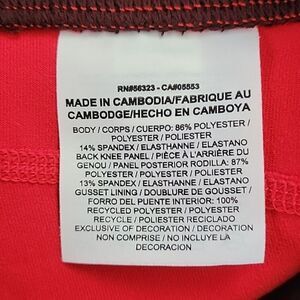 RN#56323 - CA#05553
MADE IN CAMBODIA/FABRIQUE AU
CAMBODGE/HECHO EN CAMBOYA
BODY / CORPS / CUERPO: 86% POLYESTER /
POLYESTER / POLIESTER
14% SPANDEX / ELASTHANNE / ELASTANO
BACK KNEE PANEL / PIÈCE À L'ARRIÈRE DU
GENOU / PANEL POSTERIOR RODILLA: 87%
POLYESTER / POLYESTER / POLIESTER
13% SPANDEX / ELASTHANNE / ELASTANO
GUSSET LINING / DOUBLURE DE GOUSSET /
FORRO DEL PUENTE INTERIOR: 100%
RECYCLED POLYESTER / POLYESTER
RECYCLÉ / POLIESTER RECICLADO
EXCLUSIVE OF DECORATION / DECORATION
NON COMPRISE / NO INCLUYE LA
DECORACION